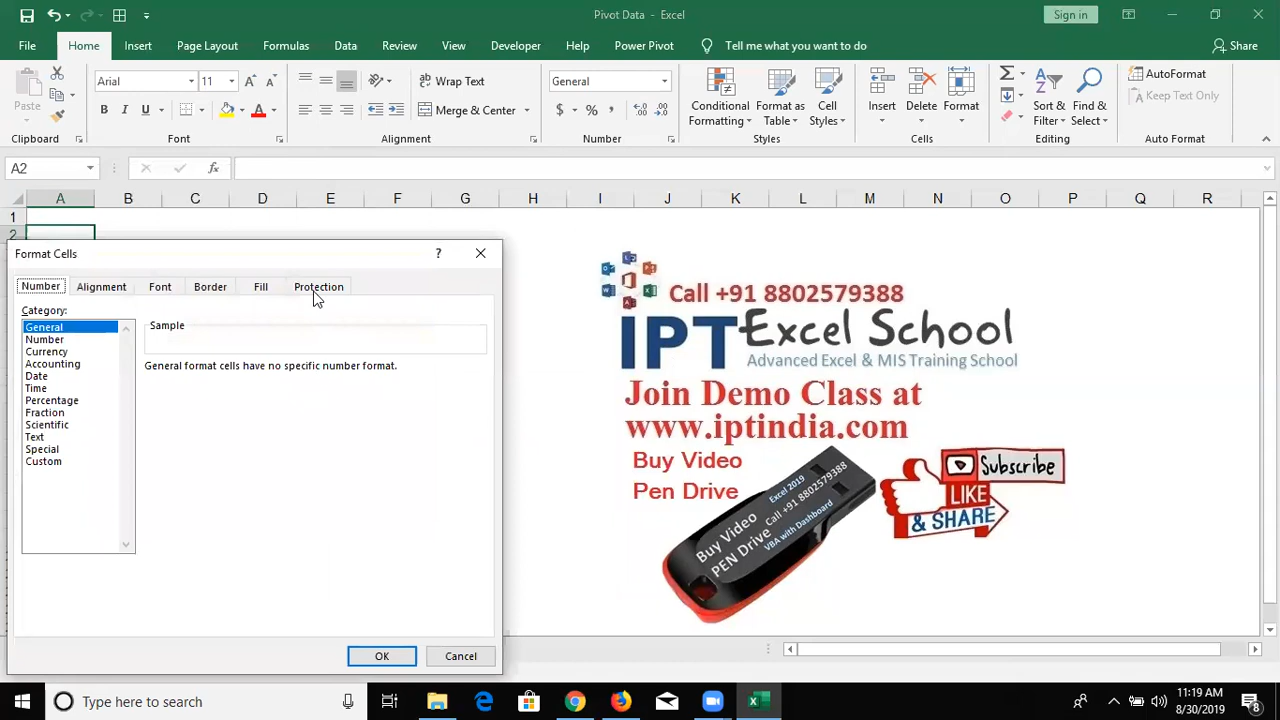 Pivot Data - Excel
Sign in
File
Home
Insert
Page Layout
Formulas
Data
Review
View
Developer
Help
Power Pivot
Tell me what you want to do
Share
Paste
Clipboard
Arial
11
B I U
A
Font
Wrap Text
Merge & Center
Alignment
General
$ % ,
Number
Conditional Formatting
Format as Table
Cell Styles
Styles
Insert
Delete
Format
Cells
Sort & Filter
Find & Select
Editing
AutoFormat
Keep Text Only
Auto Format
A2
fx
A B C D E F G H I J K L M N O P Q R
1
2
Format Cells
?
Number
Alignment
Font
Border
Fill
Protection
Category:
General
Number
Currency
Accounting
Date
Time
Percentage
Fraction
Scientific
Text
Special
Custom
Sample
General format cells have no specific number format.
OK
Cancel
Call +91 8802579388
IPT Excel School
Advanced Excel & MIS Training School
Join Demo Class at
www.iptindia.com
Buy Video
Pen Drive
Buy Video
PEN Drive
Excel 2019
Call +91 8802579388
VBA with Dashboard
Subscribe
LIKE
& SHARE
Type here to search
11:19 AM
8/30/2019
8